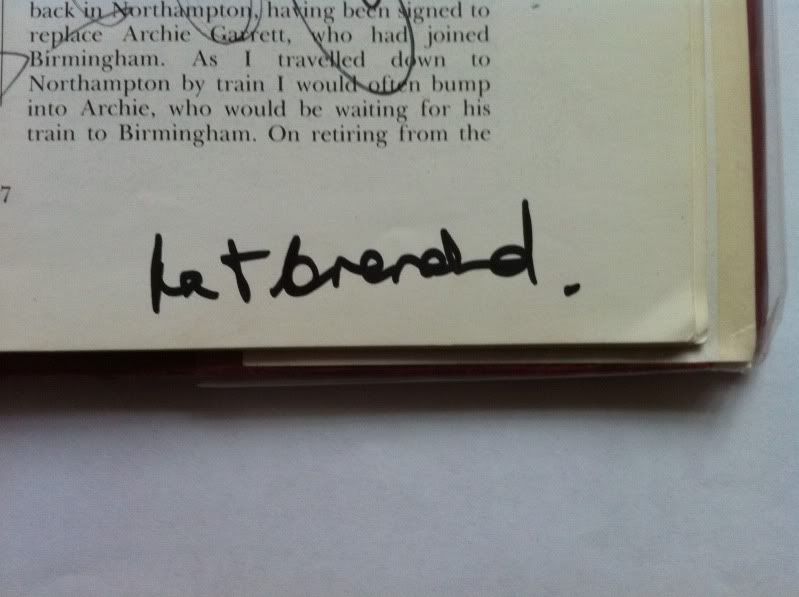 back in Northampton, having been signed to
replace Archie Garrett, who had joined
Birmingham. As I travelled down to
Northampton by train I would often bump
into Archie, who would be waiting for his
train to Birmingham. On retiring from the
7